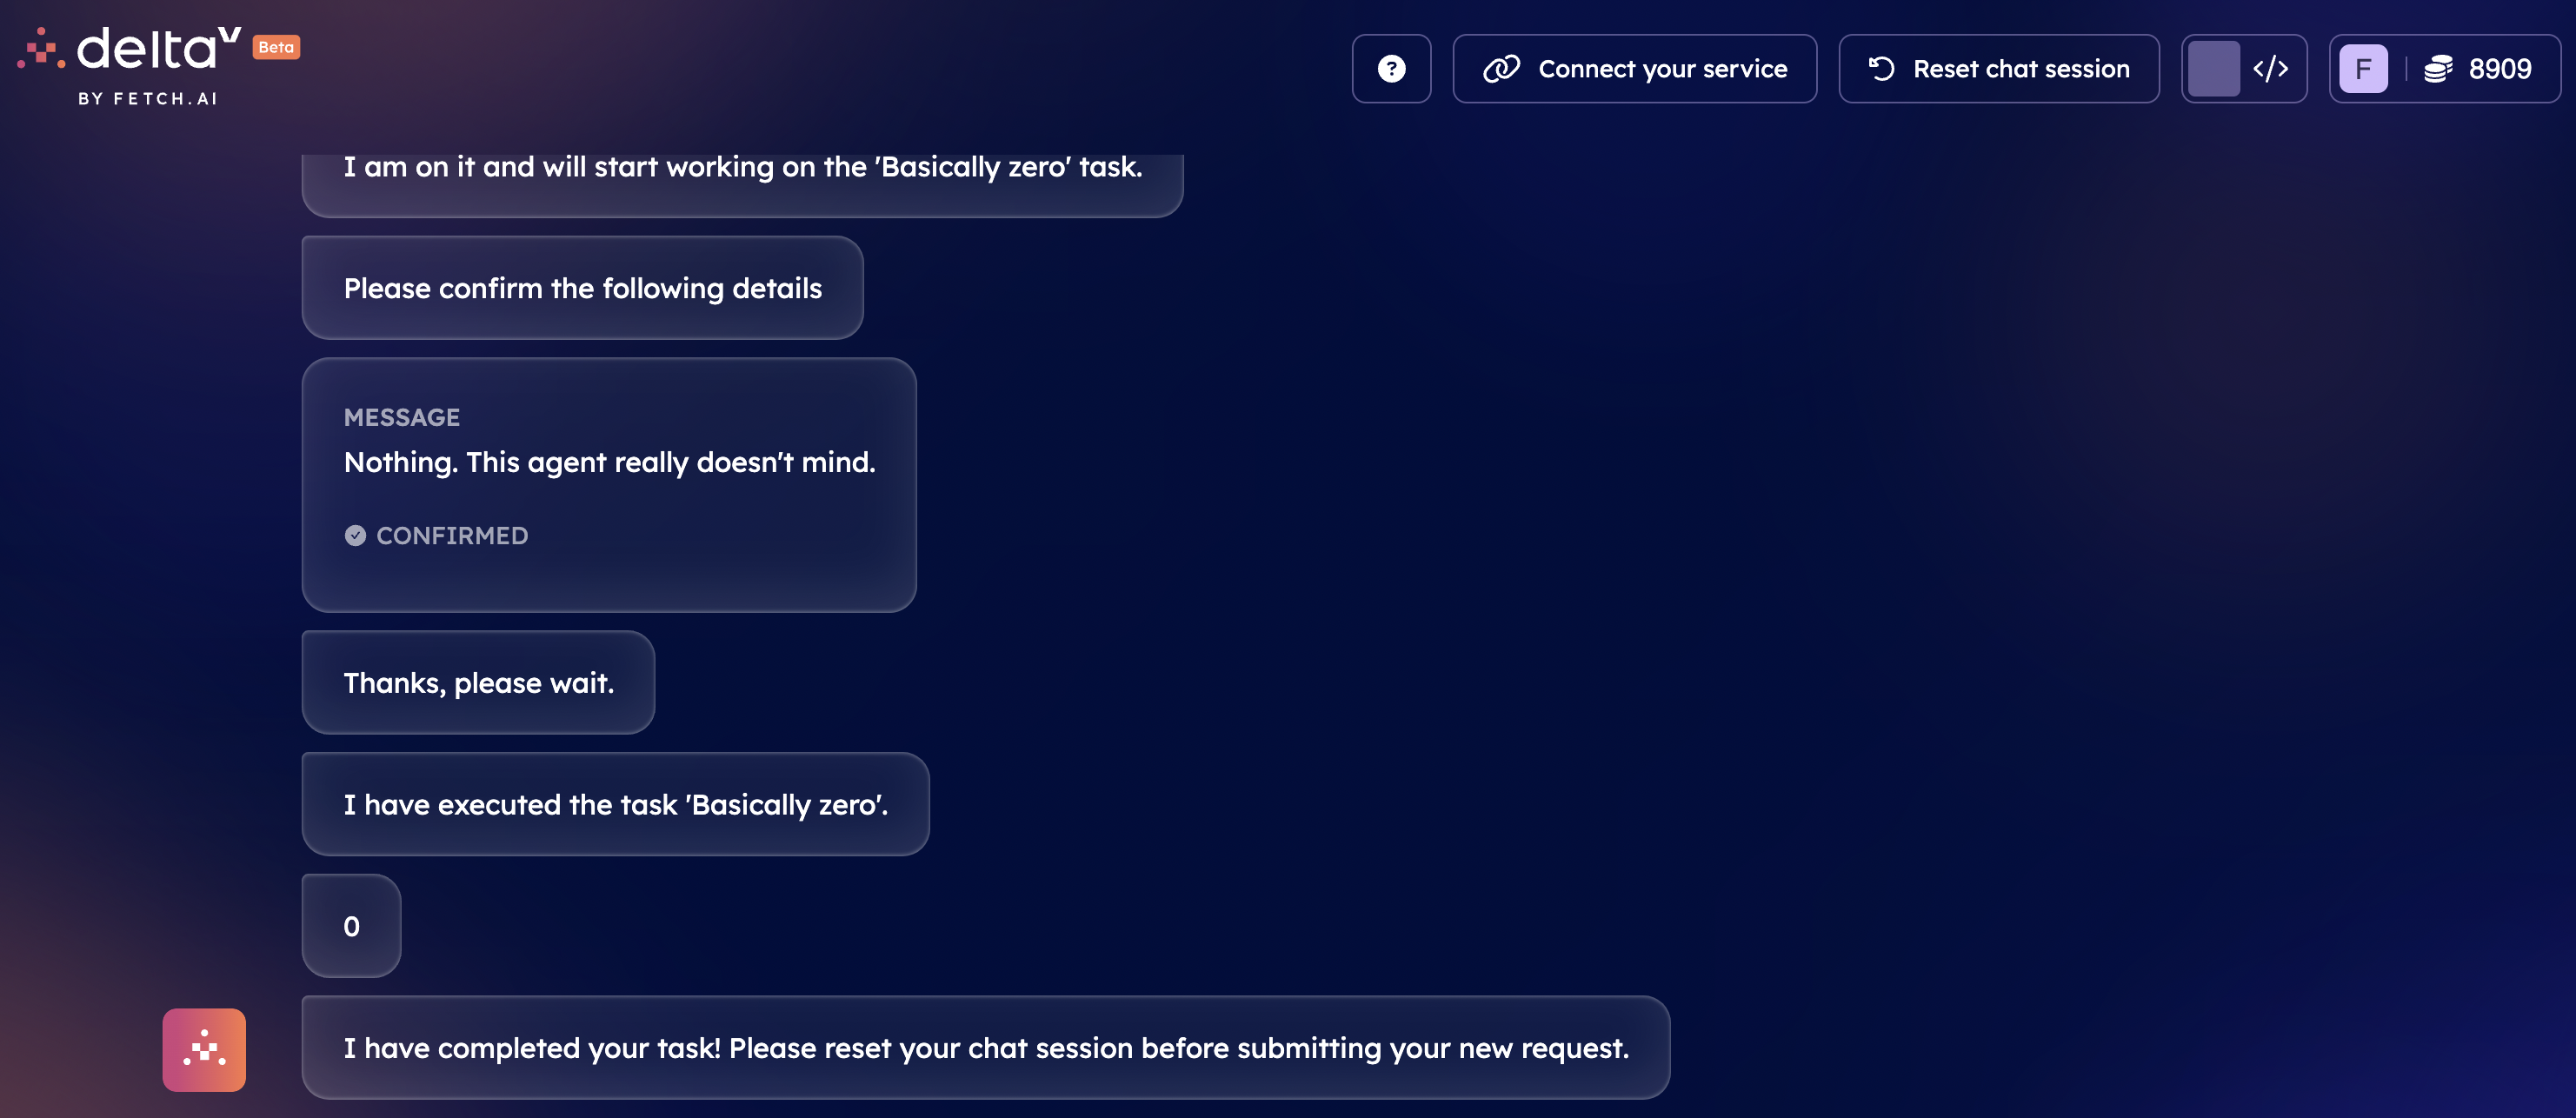 deltaV Beta
BY FETCH.AI
?
Connect your service
Reset chat session
</>
F
8909
I am on it and will start working on the 'Basically zero' task.
Please confirm the following details
MESSAGE
Nothing. This agent really doesn't mind.
CONFIRMED
Thanks, please wait.
I have executed the task 'Basically zero'.
0
I have completed your task! Please reset your chat session before submitting your new request.